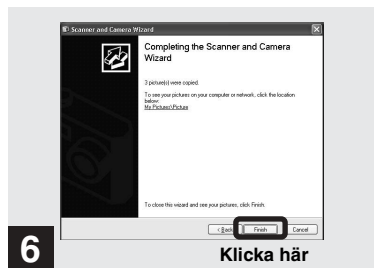 Scanner and Camera Wizard
Completing the Scanner and Camera
Wizard
3 picture(s) were copied.
To see your pictures on your computer or network, click the location
below:
My Pictures\Picture
To close this wizard and see your pictures, click Finish.
< Back Finish Cancel
6 Klicka här